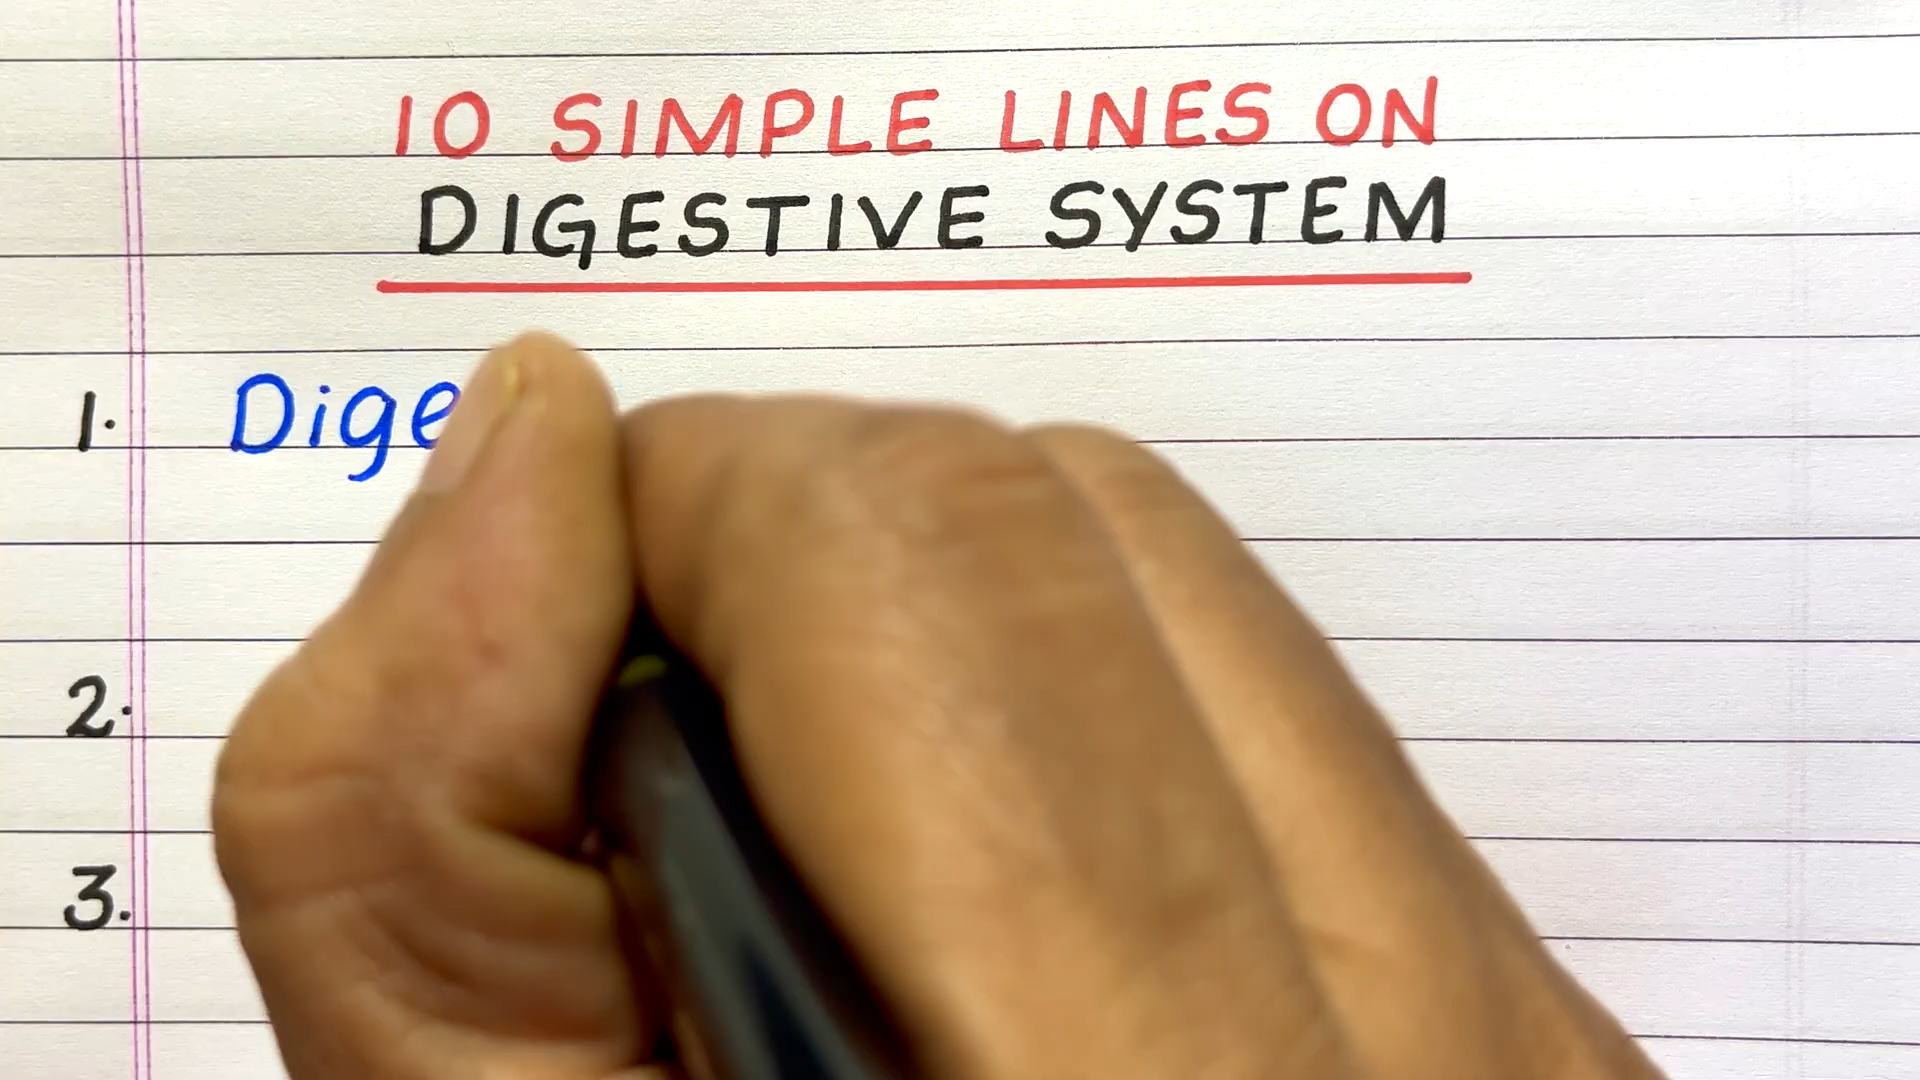 10 SIMPLE LINES ON
DIGESTIVE SYSTEM
1. Dige
2.
3.